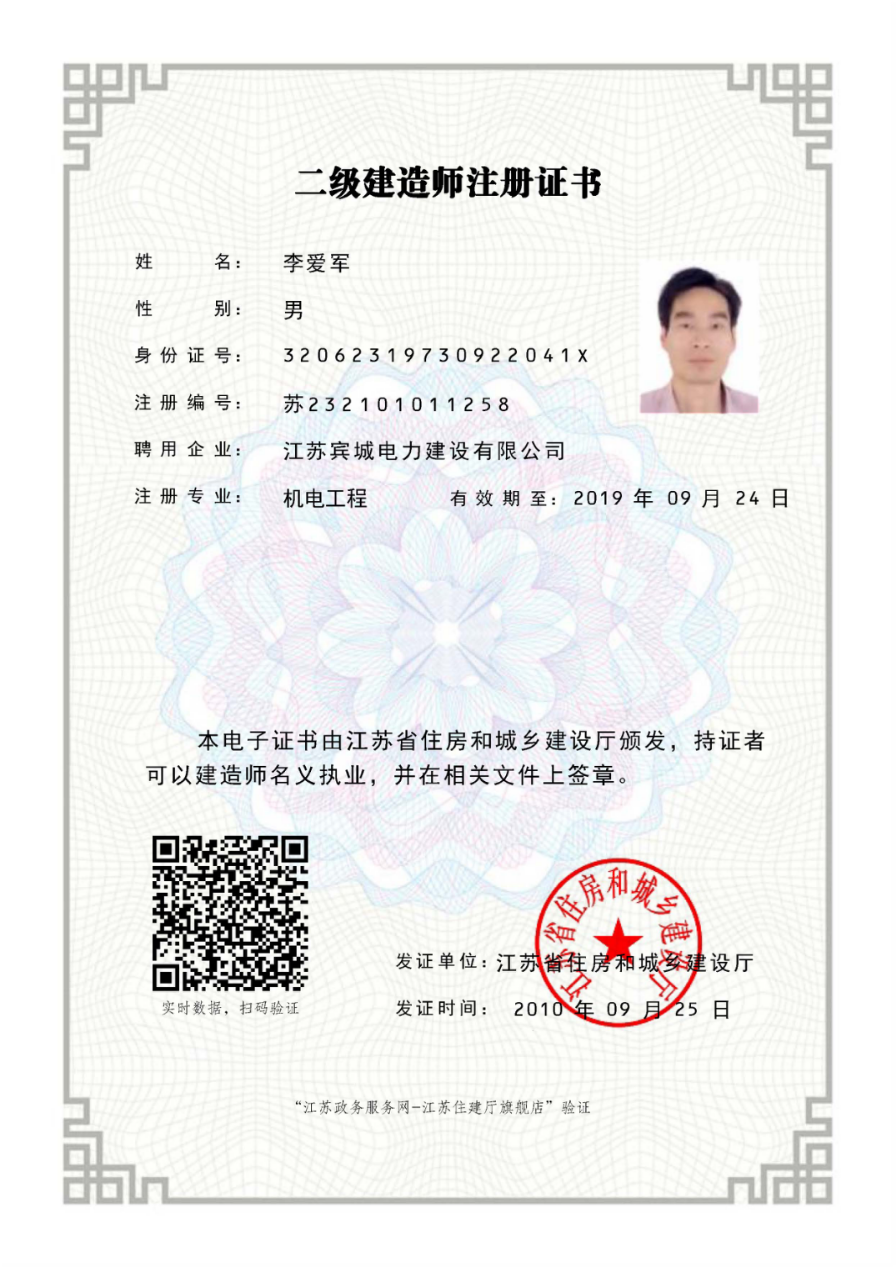 二级建造师注册证书
姓名：李爱军
性别：男
身份证号：32062319730922041X
注册编号：苏232101011258
聘用企业：江苏宾城电力建设有限公司
注册专业：机电工程 有效期至：2019 年 09 月 24 日
本电子证书由江苏省住房和城乡建设厅颁发，持证者
可以建造师名义执业，并在相关文件上签章。
江苏省住房和城乡建设厅
发证单位：江苏省住房和城乡建设厅
发证时间：2010 年 09 月 25 日
实时数据，扫码验证
“江苏政务服务网-江苏住建厅旗舰店”验证